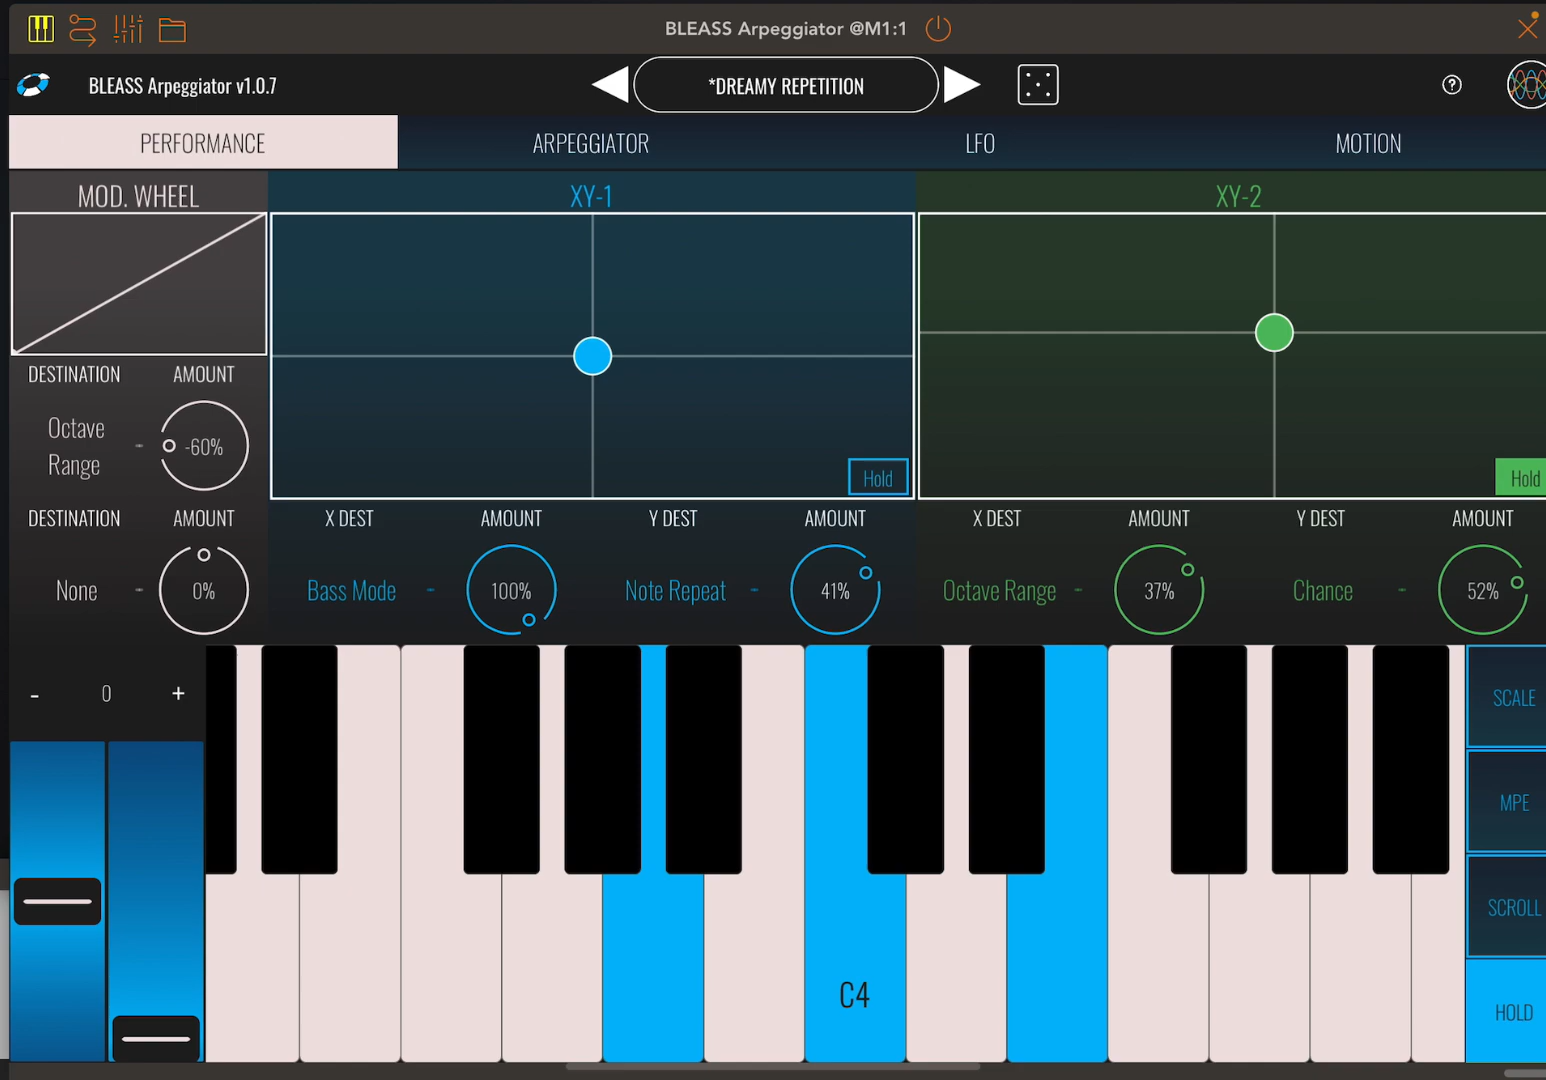 BLEASS Arpeggiator @M1:1
BLEASS Arpeggiator v1.0.7
*DREAMY REPETITION
?
PERFORMANCE
ARPEGGIATOR
LFO
MOTION
MOD. WHEEL
XY-1
XY-2
Hold
Hold
DESTINATION AMOUNT
Octave
Range
-60%
DESTINATION AMOUNT
X DEST AMOUNT Y DEST AMOUNT
X DEST AMOUNT Y DEST AMOUNT
None 0%
Bass Mode 100% Note Repeat 41%
Octave Range 37% Chance 52%
- 0 +
SCALE
MPE
SCROLL
C4
HOLD